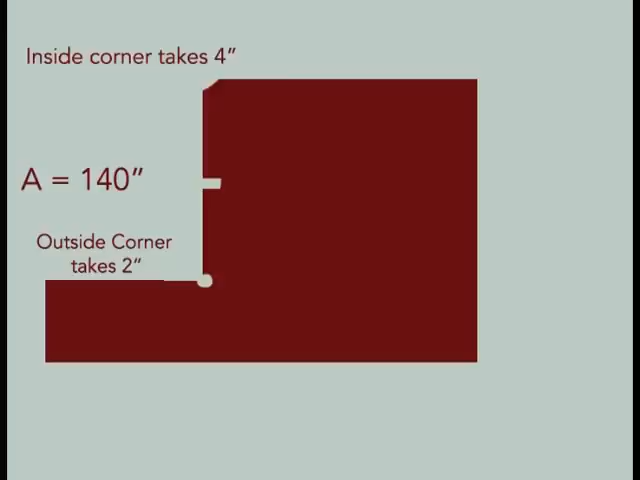 Inside corner takes 4”
A = 140”
Outside Corner
takes 2”